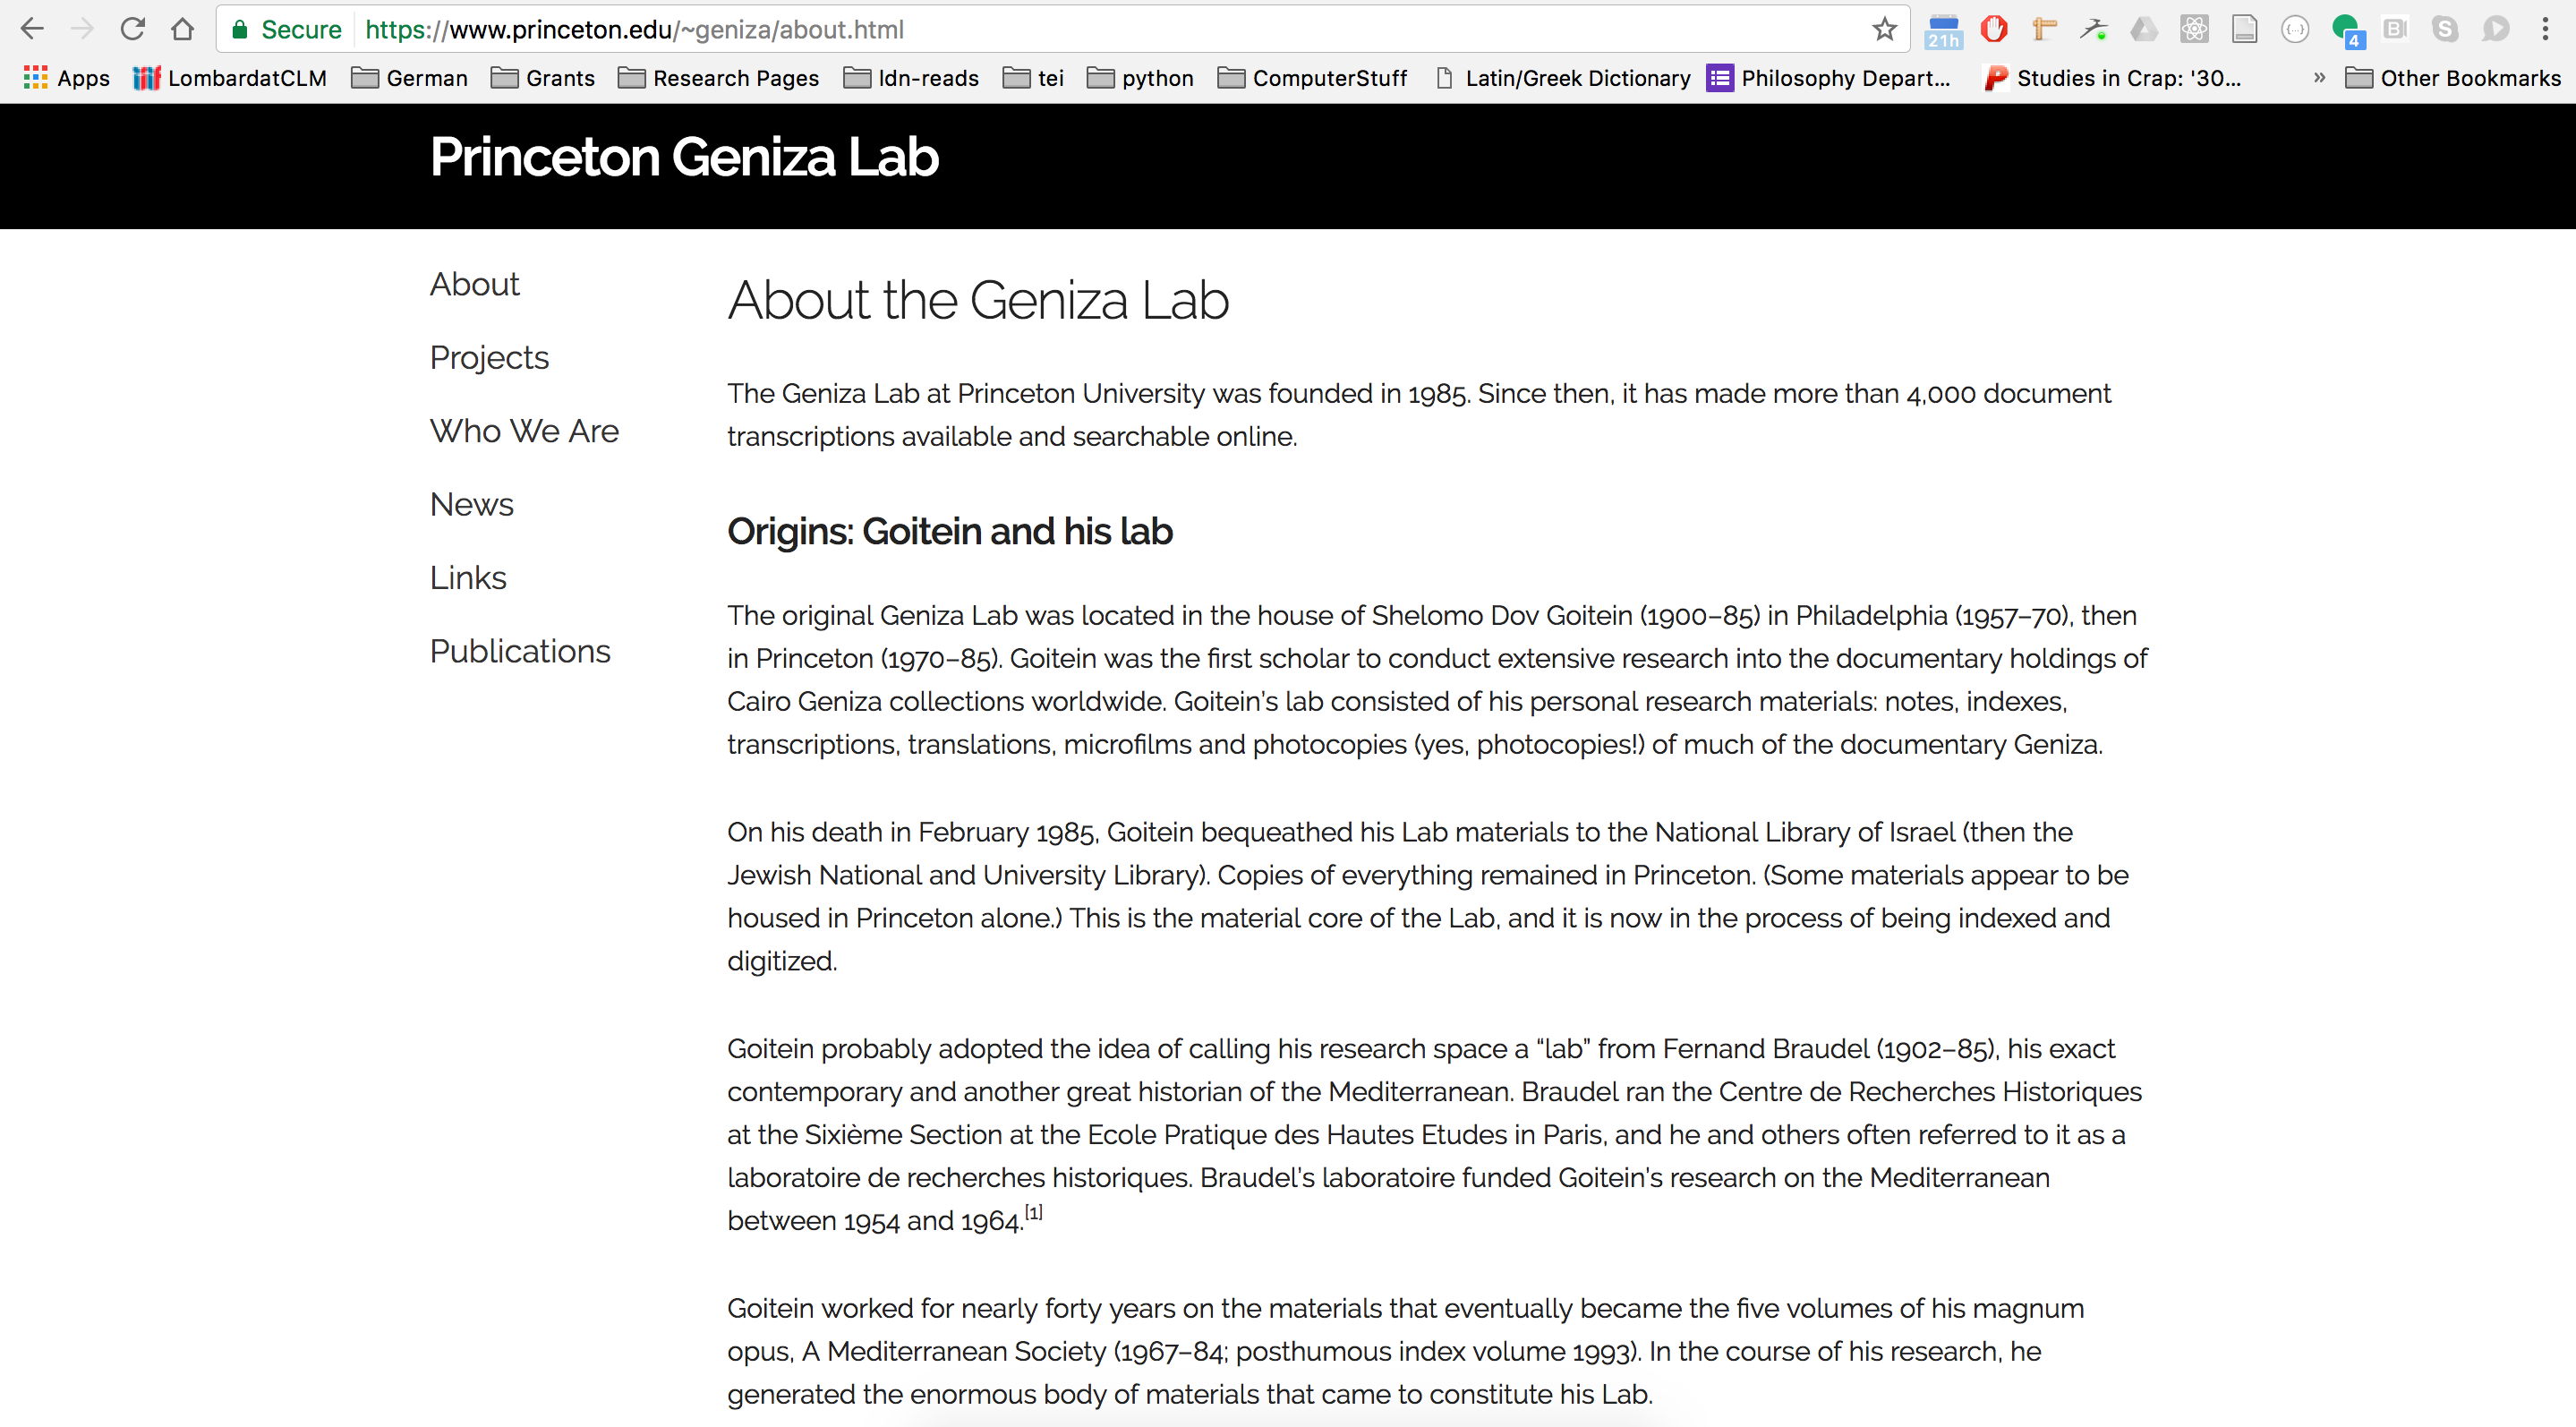 Secure https://www.princeton.edu/~geniza/about.html
21h
4
B
S
Apps LombardatCLM German Grants Research Pages ldn-reads tei python ComputerStuff Latin/Greek Dictionary Philosophy Depart... Studies in Crap: '30... » Other Bookmarks
Princeton Geniza Lab
About
Projects
Who We Are
News
Links
Publications
About the Geniza Lab
The Geniza Lab at Princeton University was founded in 1985. Since then, it has made more than 4,000 document
transcriptions available and searchable online.
Origins: Goitein and his lab
The original Geniza Lab was located in the house of Shelomo Dov Goitein (1900–85) in Philadelphia (1957–70), then
in Princeton (1970–85). Goitein was the first scholar to conduct extensive research into the documentary holdings of
Cairo Geniza collections worldwide. Goitein's lab consisted of his personal research materials: notes, indexes,
transcriptions, translations, microfilms and photocopies (yes, photocopies!) of much of the documentary Geniza.
On his death in February 1985, Goitein bequeathed his Lab materials to the National Library of Israel (then the
Jewish National and University Library). Copies of everything remained in Princeton. (Some materials appear to be
housed in Princeton alone.) This is the material core of the Lab, and it is now in the process of being indexed and
digitized.
Goitein probably adopted the idea of calling his research space a “lab” from Fernand Braudel (1902–85), his exact
contemporary and another great historian of the Mediterranean. Braudel ran the Centre de Recherches Historiques
at the Sixième Section at the Ecole Pratique des Hautes Etudes in Paris, and he and others often referred to it as a
laboratoire de recherches historiques. Braudel's laboratoire funded Goitein's research on the Mediterranean
between 1954 and 1964.[1]
Goitein worked for nearly forty years on the materials that eventually became the five volumes of his magnum
opus, A Mediterranean Society (1967–84; posthumous index volume 1993). In the course of his research, he
generated the enormous body of materials that came to constitute his Lab.